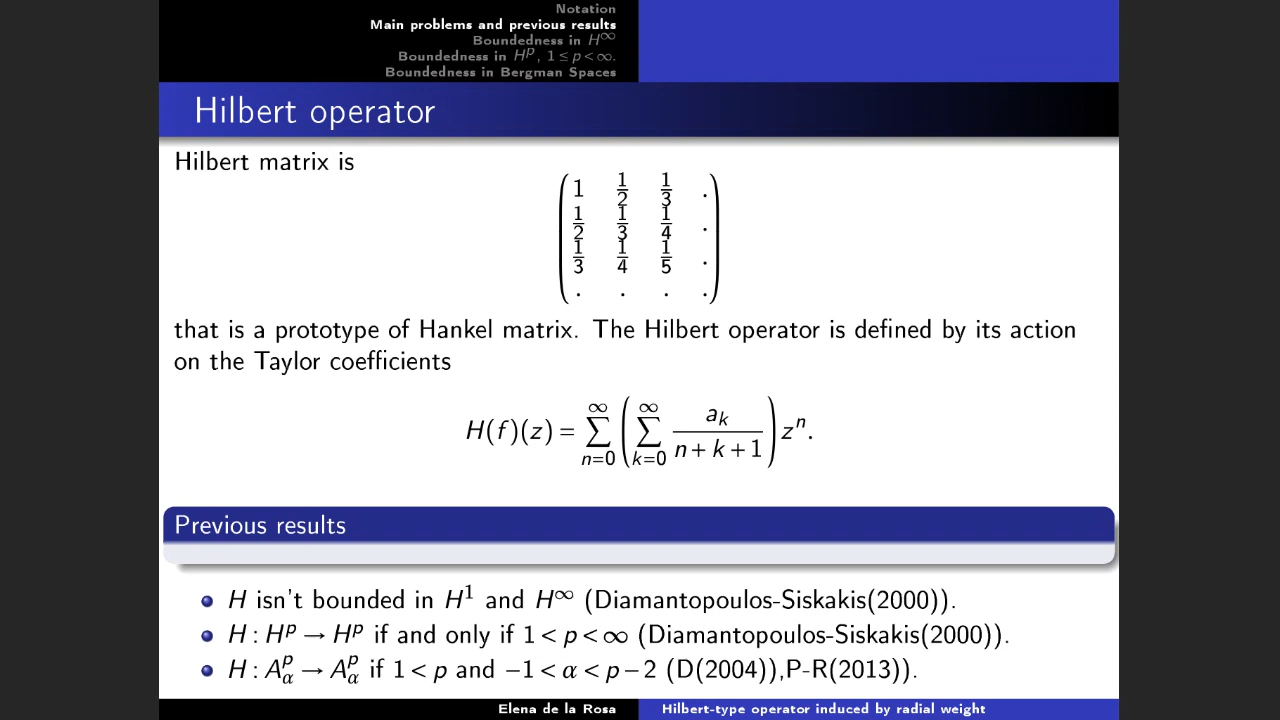 Notation
Main problems and previous results
Boundedness in H^∞
Boundedness in H^p, 1 ≤ p < ∞.
Boundedness in Bergman Spaces
Hilbert operator
Hilbert matrix is
1 1/2 1/3 .
1/2 1/3 1/4 .
1/3 1/4 1/5 .
. . . .
that is a prototype of Hankel matrix. The Hilbert operator is defined by its action
on the Taylor coefficients
H(f)(z) = ∑_{n=0}^{∞} (∑_{k=0}^{∞} a_k/(n+k+1)) z^n.
Previous results
H isn't bounded in H^1 and H^∞ (Diamantopoulos-Siskakis(2000)).
H : H^p → H^p if and only if 1 < p < ∞ (Diamantopoulos-Siskakis(2000)).
H : A^p_α → A^p_α if 1 < p and −1 < α < p − 2 (D(2004)),P-R(2013)).
Elena de la Rosa Hilbert-type operator induced by radial weight